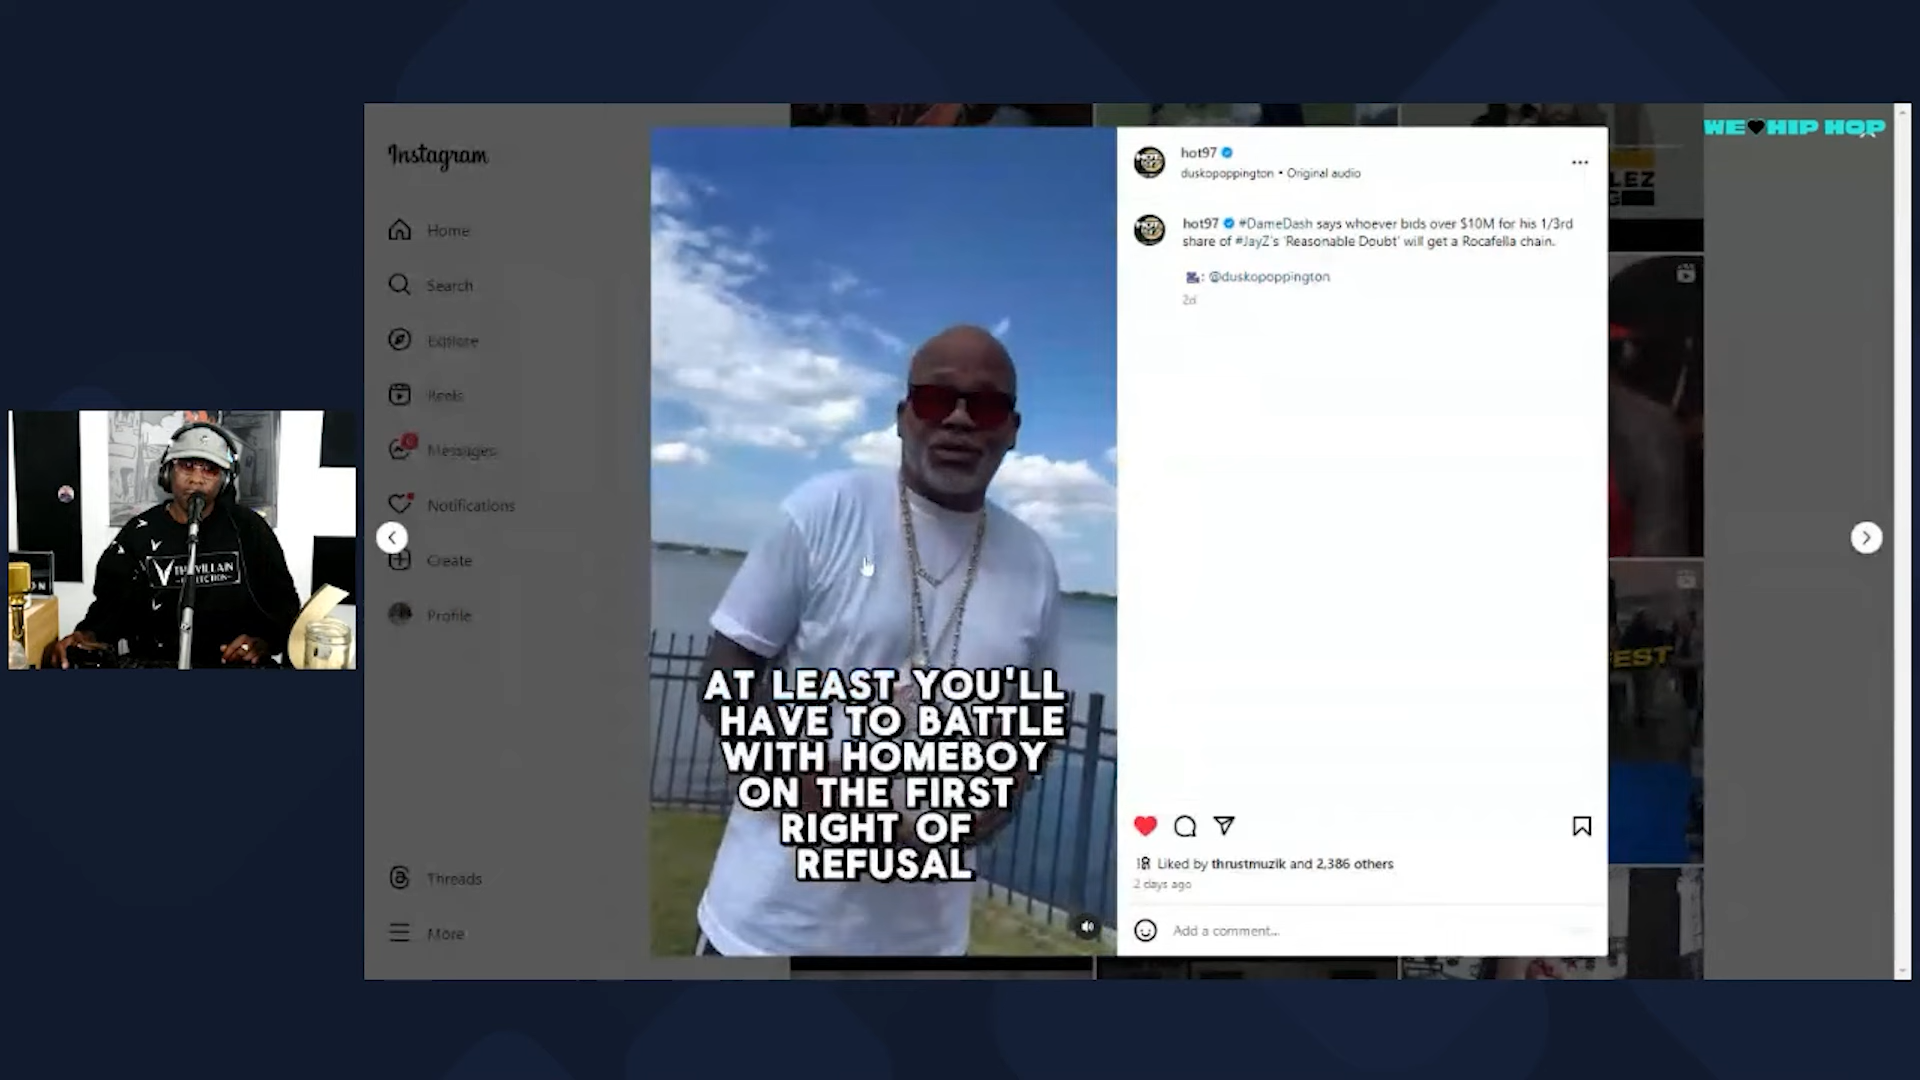 Instagram
Home
Search
Explore
Reels
Messages
Notifications
Create
Profile
Threads
More
AT LEAST YOU'LL
HAVE TO BATTLE
WITH HOMEBOY
ON THE FIRST
RIGHT OF
REFUSAL
hot97
duskopoppington • Original audio
hot97 #DameDash says whoever bids over $10M for his 1/3rd
share of #JayZ's 'Reasonable Doubt' will get a Rocafella chain.
: @duskopoppington
2d
Liked by thrustmuzik and 2,386 others
2 days ago
Add a comment...
WE HIP HOP
LEZ
EST
THE VILLAIN